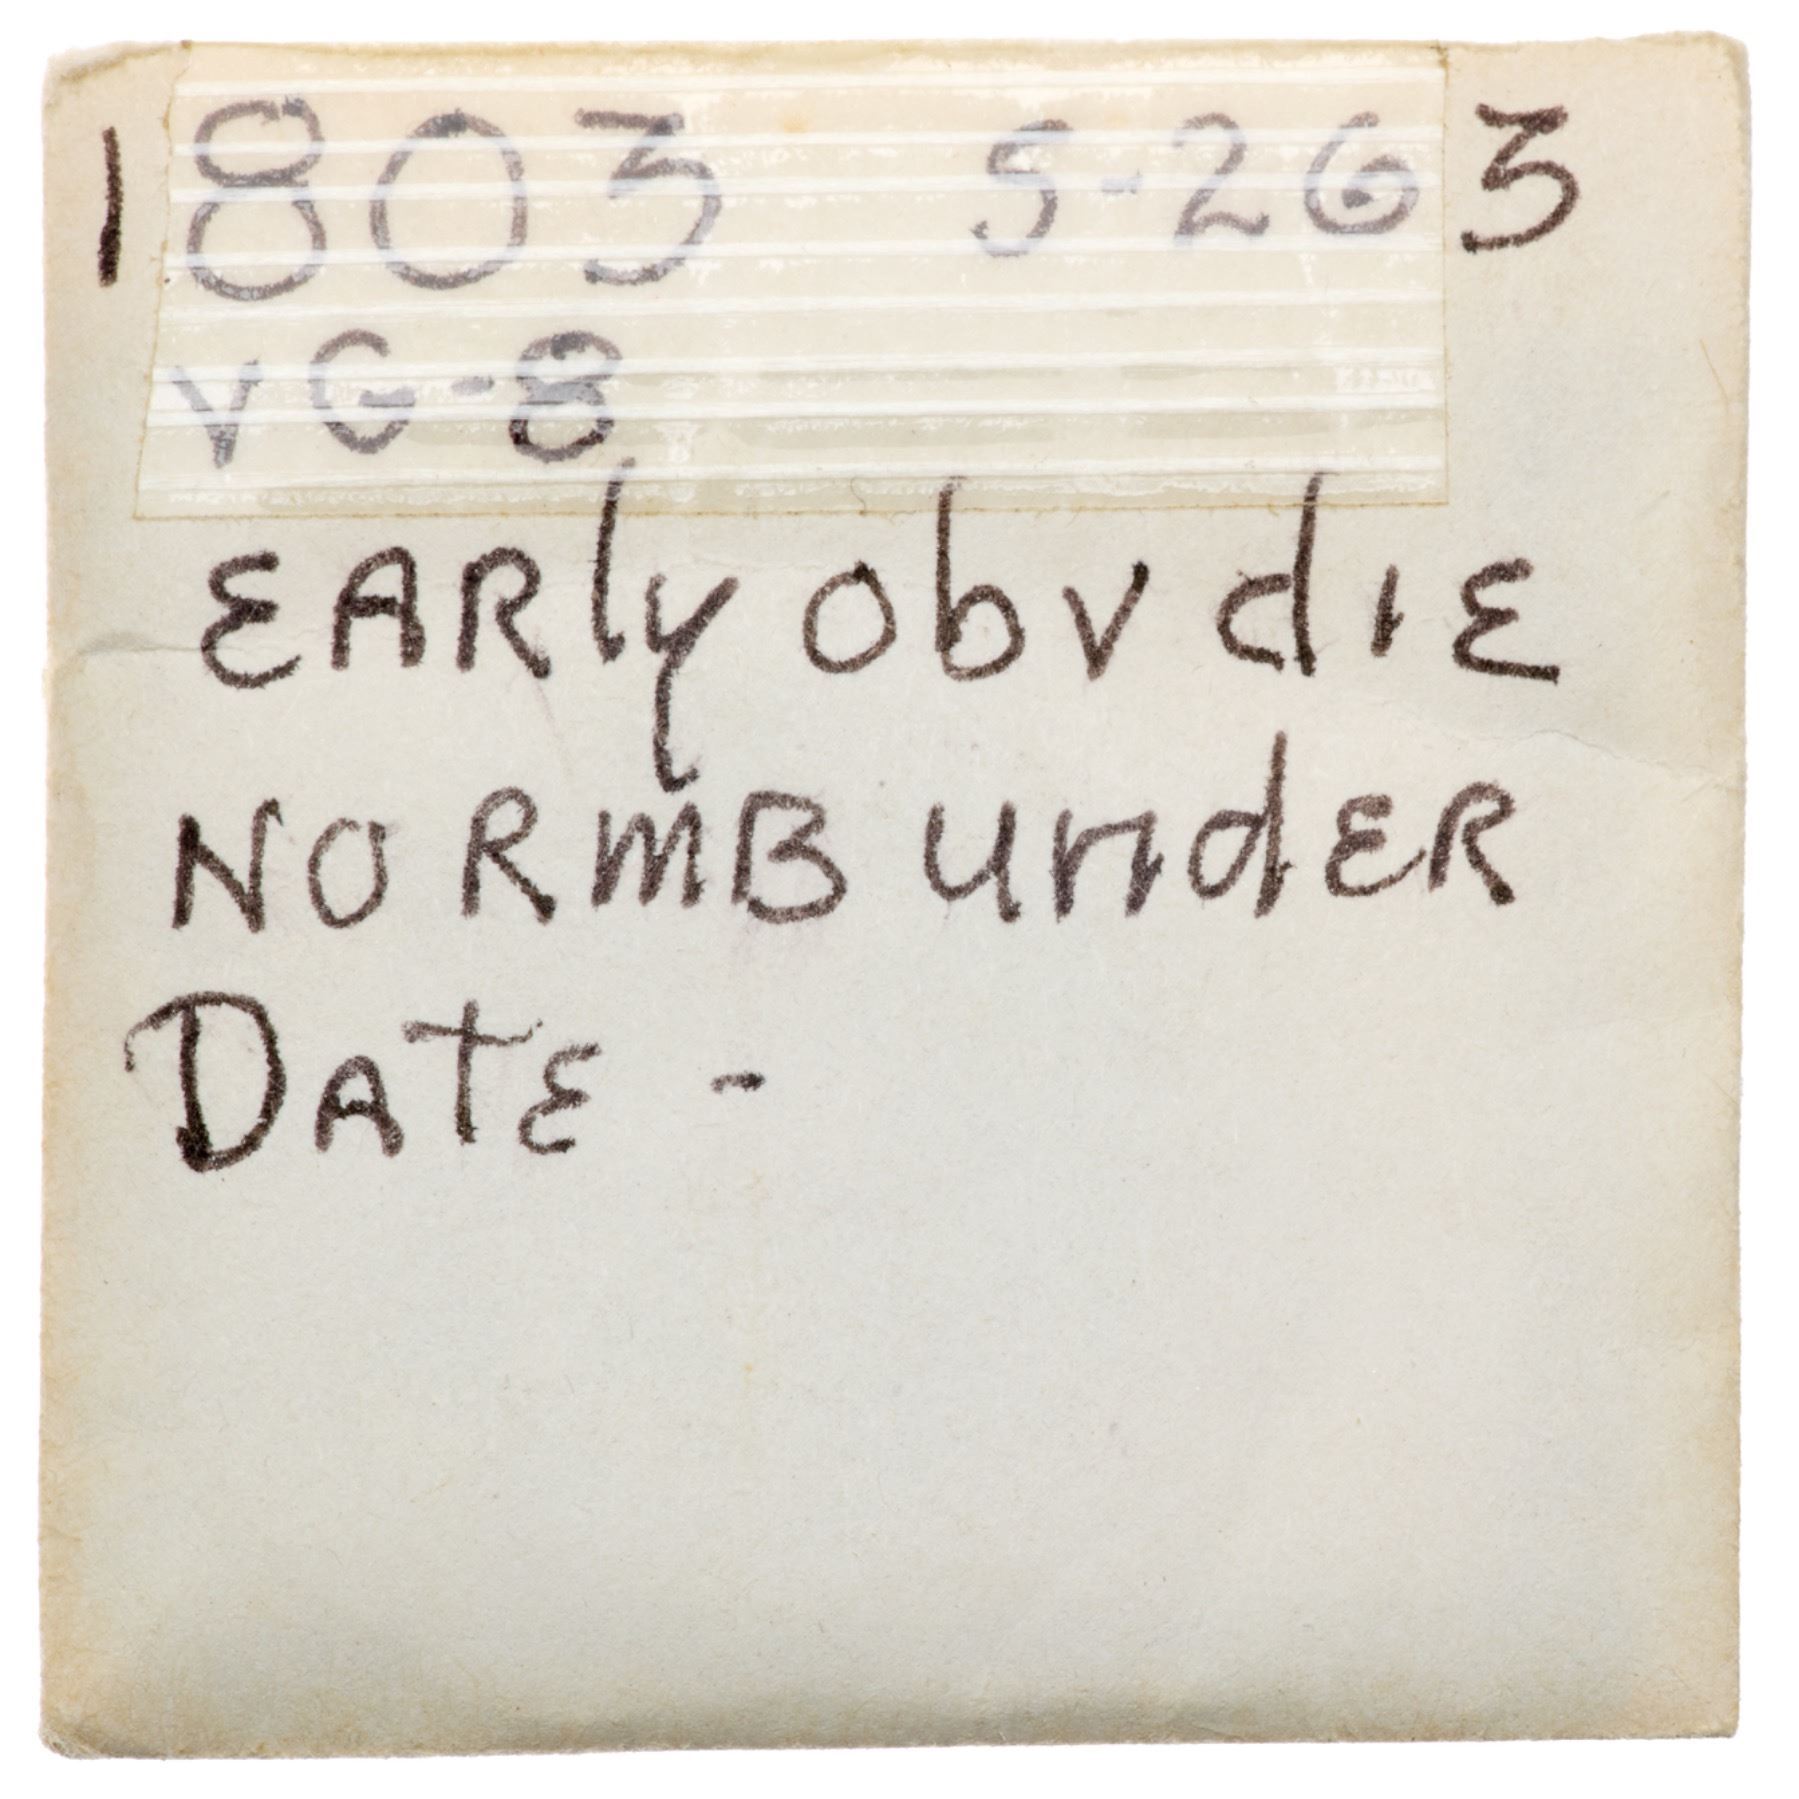 1803 S-263
VG-8
EARly obv diE
NO RMB UndER
DAtE -